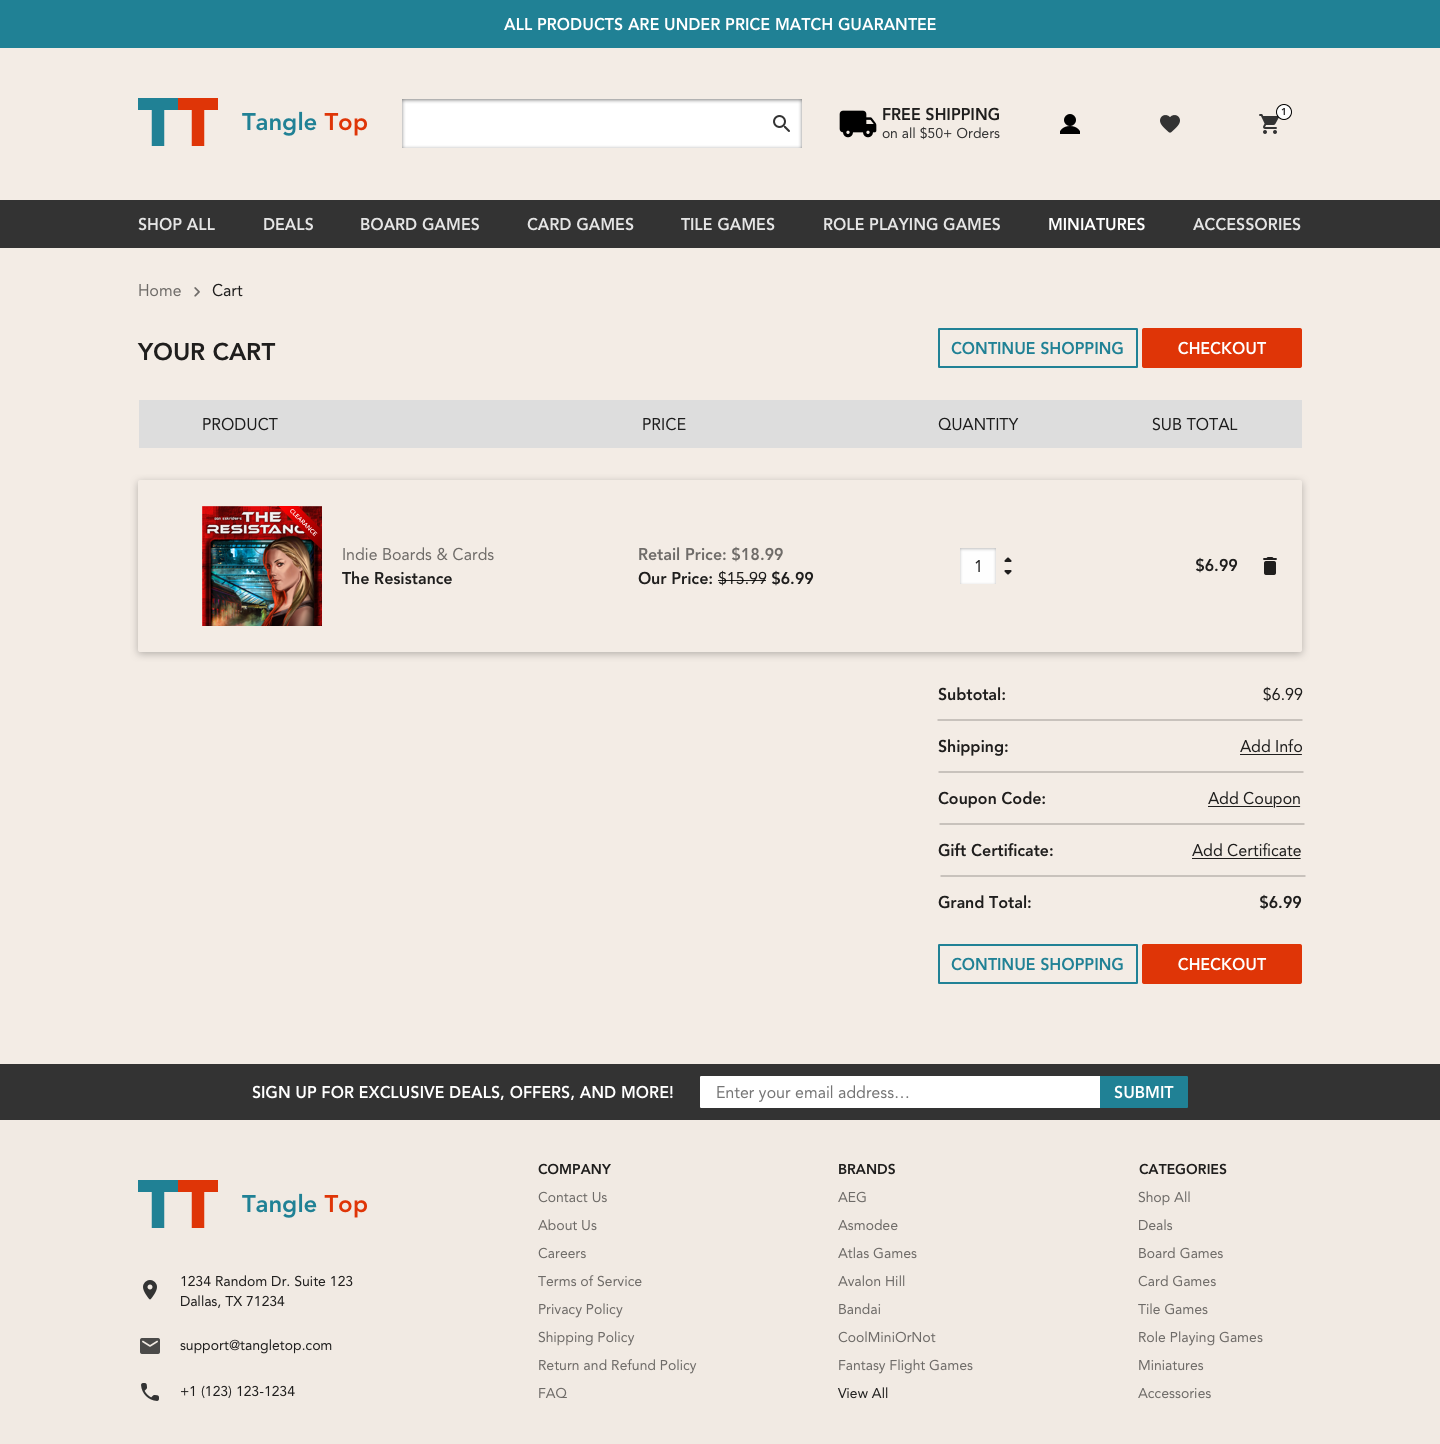 ALL PRODUCTS ARE UNDER PRICE MATCH GUARANTEE
TT Tangle Top
FREE SHIPPING
on all $50+ Orders
1
SHOP ALL DEALS BOARD GAMES CARD GAMES TILE GAMES ROLE PLAYING GAMES MINIATURES ACCESSORIES
Home > Cart
YOUR CART
CONTINUE SHOPPING CHECKOUT
PRODUCT PRICE QUANTITY SUB TOTAL
THE
RESISTANC
CLEARANCE
Indie Boards & Cards
The Resistance
Retail Price: $18.99
Our Price: $15.99 $6.99
1
$6.99
Subtotal: $6.99
Shipping: Add Info
Coupon Code: Add Coupon
Gift Certificate: Add Certificate
Grand Total: $6.99
CONTINUE SHOPPING CHECKOUT
SIGN UP FOR EXCLUSIVE DEALS, OFFERS, AND MORE! Enter your email address... SUBMIT
TT Tangle Top
1234 Random Dr. Suite 123
Dallas, TX 71234
support@tangletop.com
+1 (123) 123-1234
COMPANY
Contact Us
About Us
Careers
Terms of Service
Privacy Policy
Shipping Policy
Return and Refund Policy
FAQ
BRANDS
AEG
Asmodee
Atlas Games
Avalon Hill
Bandai
CoolMiniOrNot
Fantasy Flight Games
View All
CATEGORIES
Shop All
Deals
Board Games
Card Games
Tile Games
Role Playing Games
Miniatures
Accessories